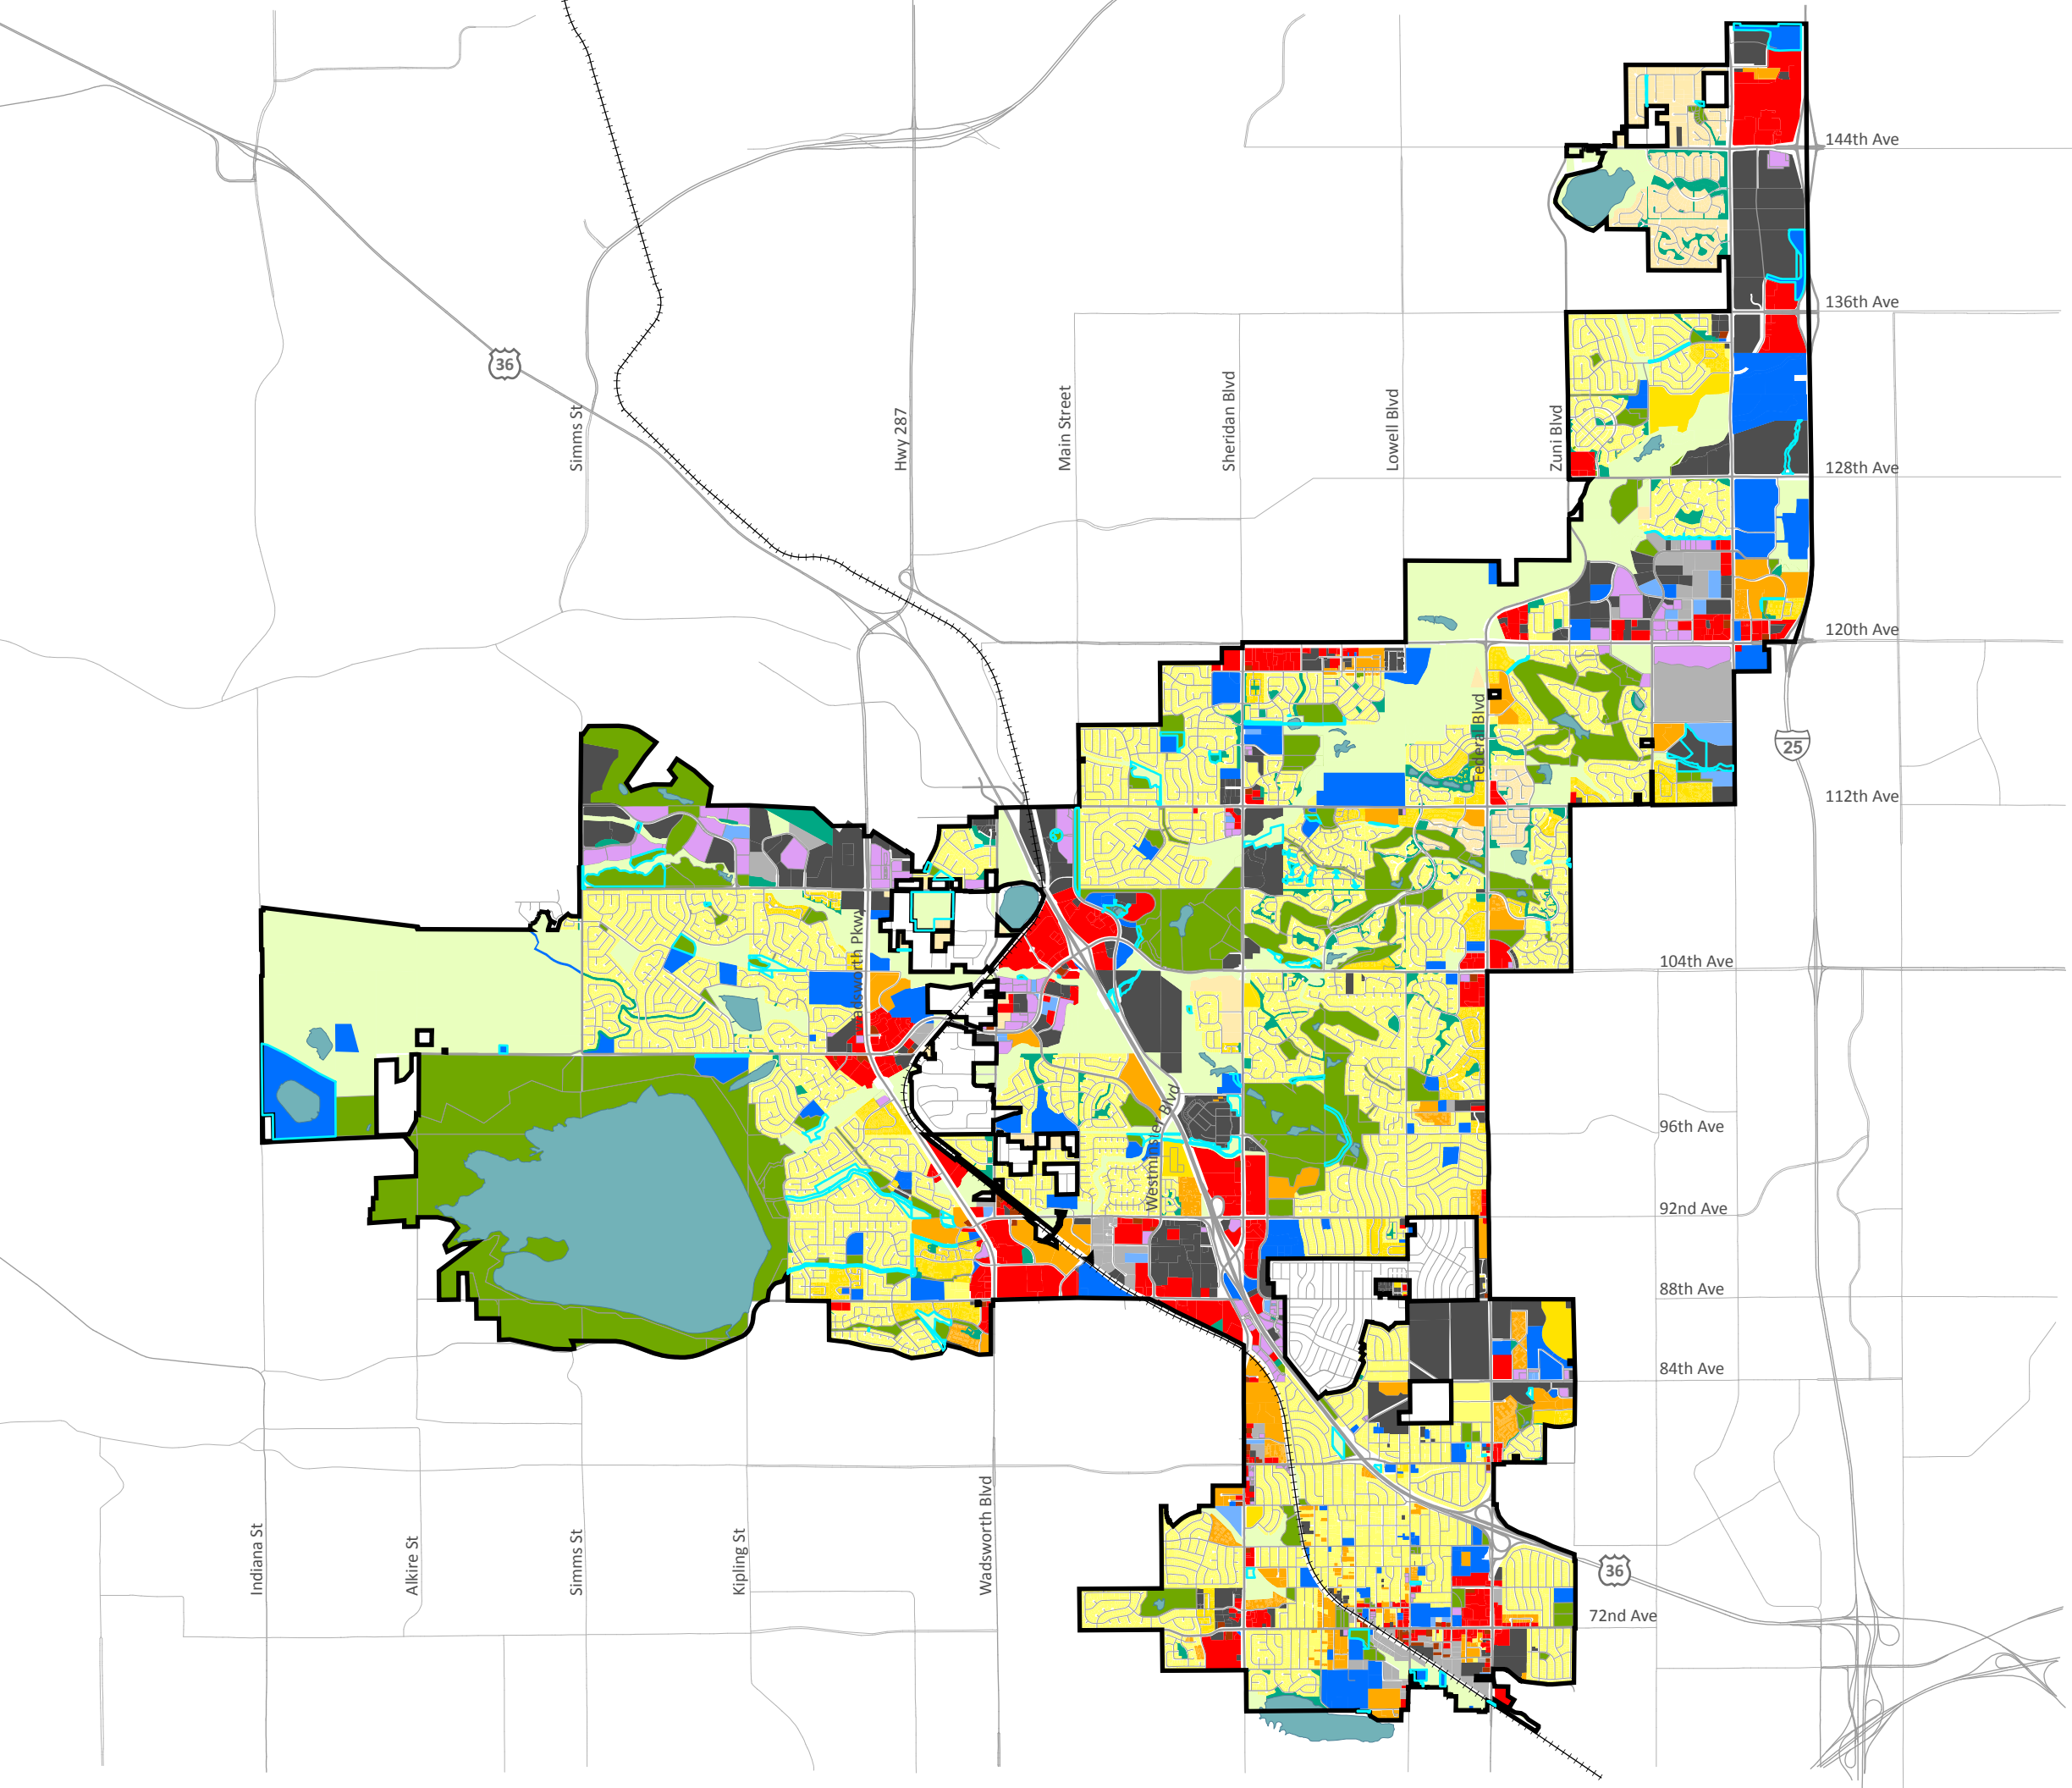 144th Ave
136th Ave
36
Simms St
Hwy 287
Main Street
Sheridan Blvd
Lowell Blvd
Zuni Blvd
128th Ave
120th Ave
Federal Blvd
25
112th Ave
Wadsworth Pkwy
104th Ave
96th Ave
Westminster Blvd
92nd Ave
88th Ave
84th Ave
Indiana St
Alkire St
Simms St
Kipling St
Wadsworth Blvd
36
72nd Ave